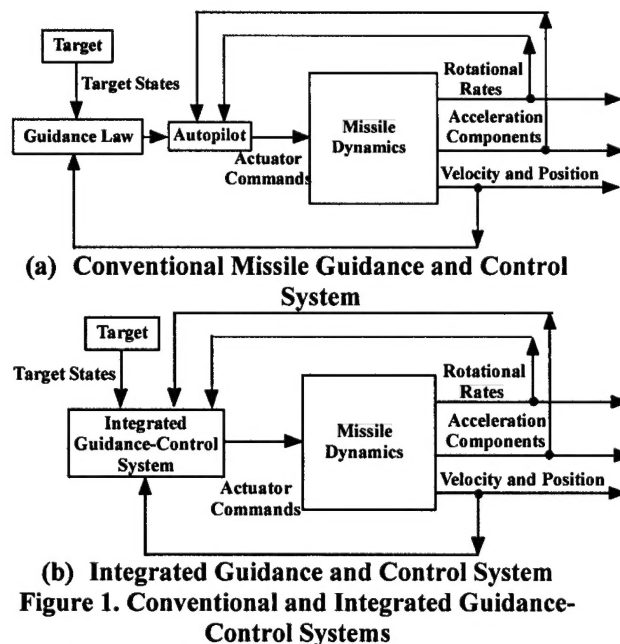 Target
Target States
Guidance Law
Autopilot
Actuator
Commands
Missile
Dynamics
Rotational
Rates
Acceleration
Components
Velocity and Position
(a) Conventional Missile Guidance and Control
System
Target
Target States
Integrated
Guidance-Control
System
Actuator
Commands
Missile
Dynamics
Rotational
Rates
Acceleration
Components
Velocity and Position
(b) Integrated Guidance and Control System
Figure 1. Conventional and Integrated Guidance-
Control Systems